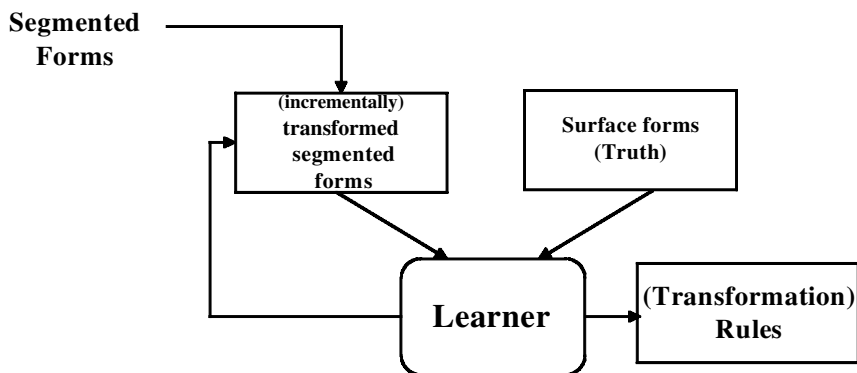 Segmented
Forms
(incrementally)
transformed
segmented
forms
Surface forms
(Truth)
Learner
(Transformation)
Rules